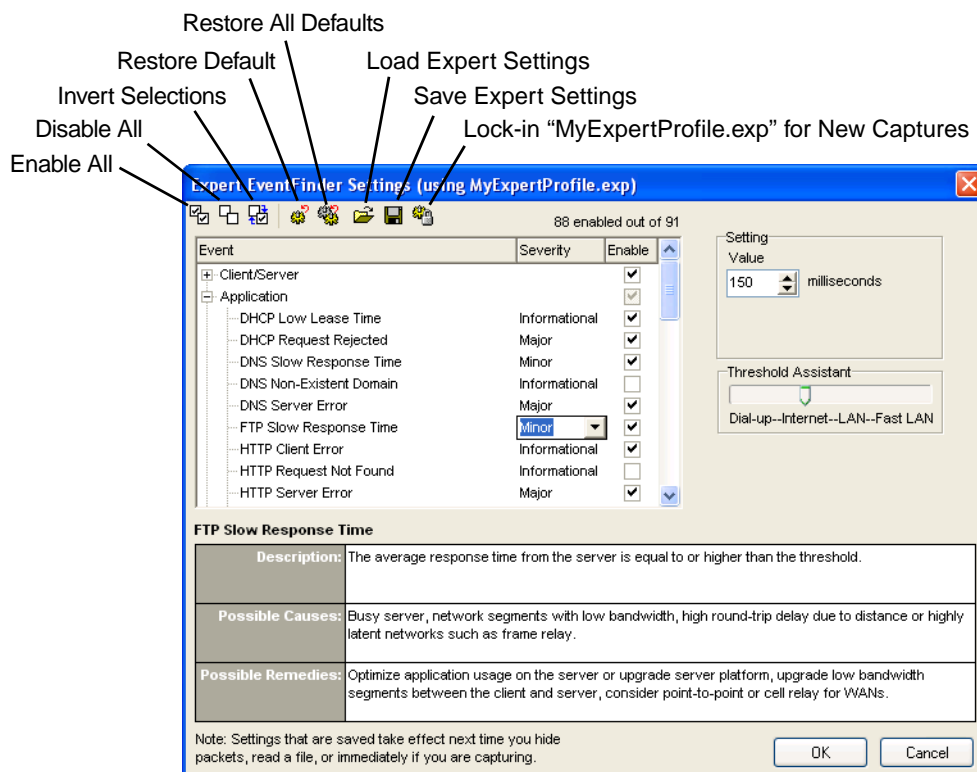 Restore All Defaults
Restore Default
Load Expert Settings
Invert Selections
Save Expert Settings
Disable All
Lock-in “MyExpertProfile.exp” for New Captures
Enable All
Expert EventFinder Settings (using MyExpertProfile.exp)
88 enabled out of 91
Event Severity Enable
Client/Server
Application
DHCP Low Lease Time Informational
DHCP Request Rejected Major
DNS Slow Response Time Minor
DNS Non-Existent Domain Informational
DNS Server Error Major
FTP Slow Response Time Minor
HTTP Client Error Informational
HTTP Request Not Found Informational
HTTP Server Error Major
Setting
Value
150 milliseconds
Threshold Assistant
Dial-up--Internet--LAN--Fast LAN
FTP Slow Response Time
Description: The average response time from the server is equal to or higher than the threshold.
Possible Causes: Busy server, network segments with low bandwidth, high round-trip delay due to distance or highly
latent networks such as frame relay.
Possible Remedies: Optimize application usage on the server or upgrade server platform, upgrade low bandwidth
segments between the client and server, consider point-to-point or cell relay for WANs.
Note: Settings that are saved take effect next time you hide
packets, read a file, or immediately if you are capturing.
OK Cancel